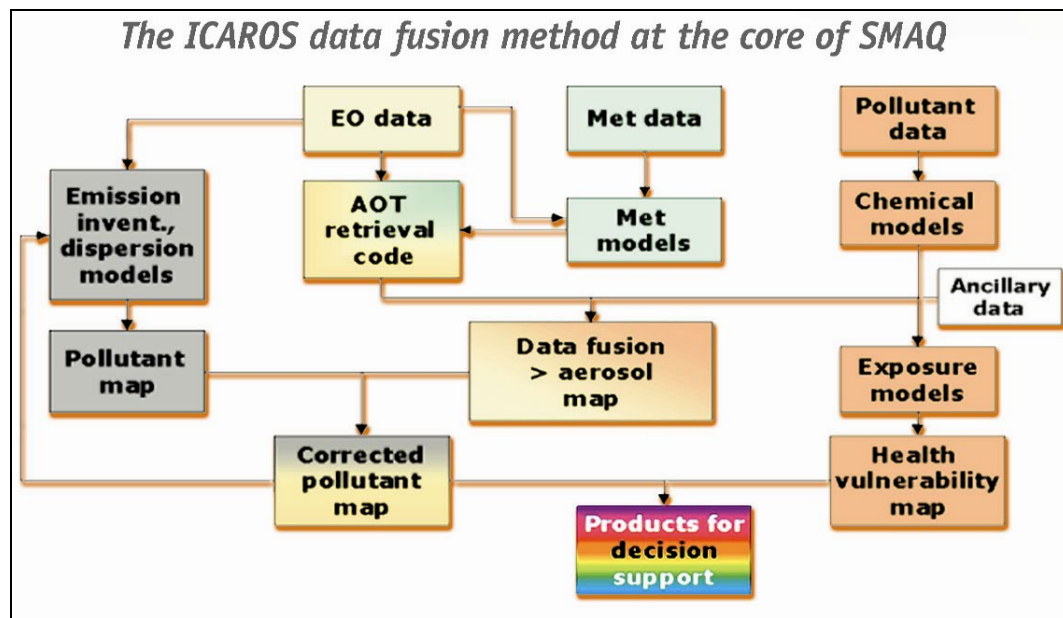 The ICAROS data fusion method at the core of SMAQ
EO data
Met data
Pollutant
data
Emission
invent.,
dispersion
models
AOT
retrieval
code
Met
models
Chemical
models
Ancillary
data
Pollutant
map
Data fusion
> aerosol
map
Exposure
models
Corrected
pollutant
map
Health
vulnerability
map
Products for
decision
support